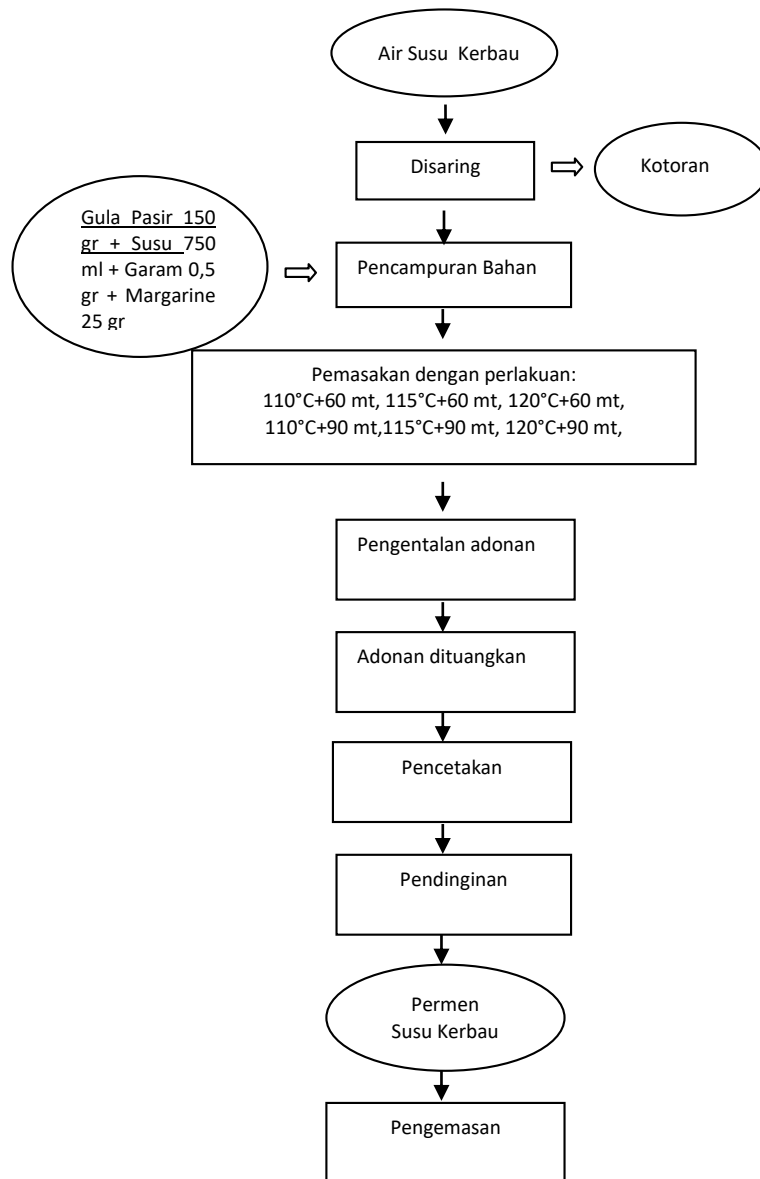 Air Susu Kerbau
Disaring
Kotoran
Gula Pasir 150
gr + Susu 750
ml + Garam 0,5
gr + Margarine
25 gr
Pencampuran Bahan
Pemasakan dengan perlakuan:
110°C+60 mt, 115°C+60 mt, 120°C+60 mt,
110°C+90 mt,115°C+90 mt, 120°C+90 mt,
Pengentalan adonan
Adonan dituangkan
Pencetakan
Pendinginan
Permen
Susu Kerbau
Pengemasan